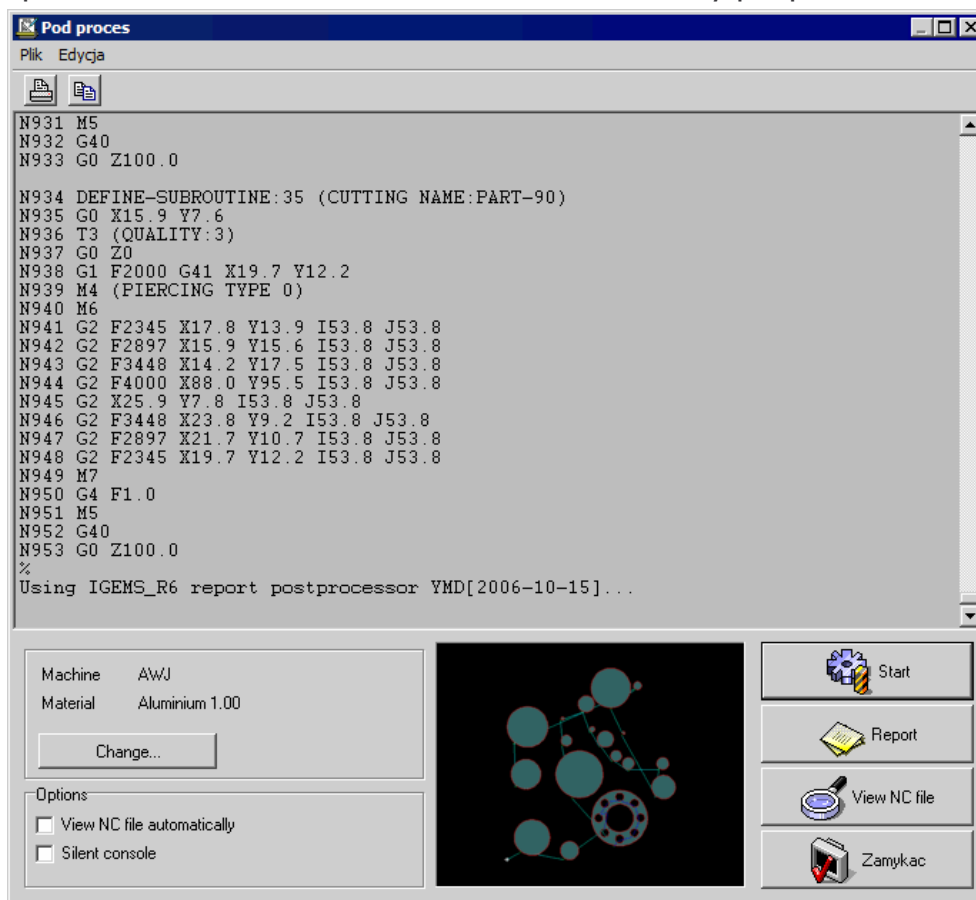 Pod proces
Plik Edycja
N931 M5
N932 G40
N933 G0 Z100.0
N934 DEFINE-SUBROUTINE:35 (CUTTING NAME:PART-90)
N935 G0 X15.9 Y7.6
N936 T3 (QUALITY:3)
N937 G0 Z0
N938 G1 F2000 G41 X19.7 Y12.2
N939 M4 (PIERCING TYPE 0)
N940 M6
N941 G2 F2345 X17.8 Y13.9 I53.8 J53.8
N942 G2 F2897 X15.9 Y15.6 I53.8 J53.8
N943 G2 F3448 X14.2 Y17.5 I53.8 J53.8
N944 G2 F4000 X88.0 Y95.5 I53.8 J53.8
N945 G2 X25.9 Y7.8 I53.8 J53.8
N946 G2 F3448 X23.8 Y9.2 I53.8 J53.8
N947 G2 F2897 X21.7 Y10.7 I53.8 J53.8
N948 G2 F2345 X19.7 Y12.2 I53.8 J53.8
N949 M7
N950 G4 F1.0
N951 M5
N952 G40
N953 G0 Z100.0
%
Using IGEMS_R6 report postprocessor YMD[2006-10-15]...
Machine AWJ
Material Aluminium 1.00
Change...
Options
View NC file automatically
Silent console
Start
Report
View NC file
Zamykac